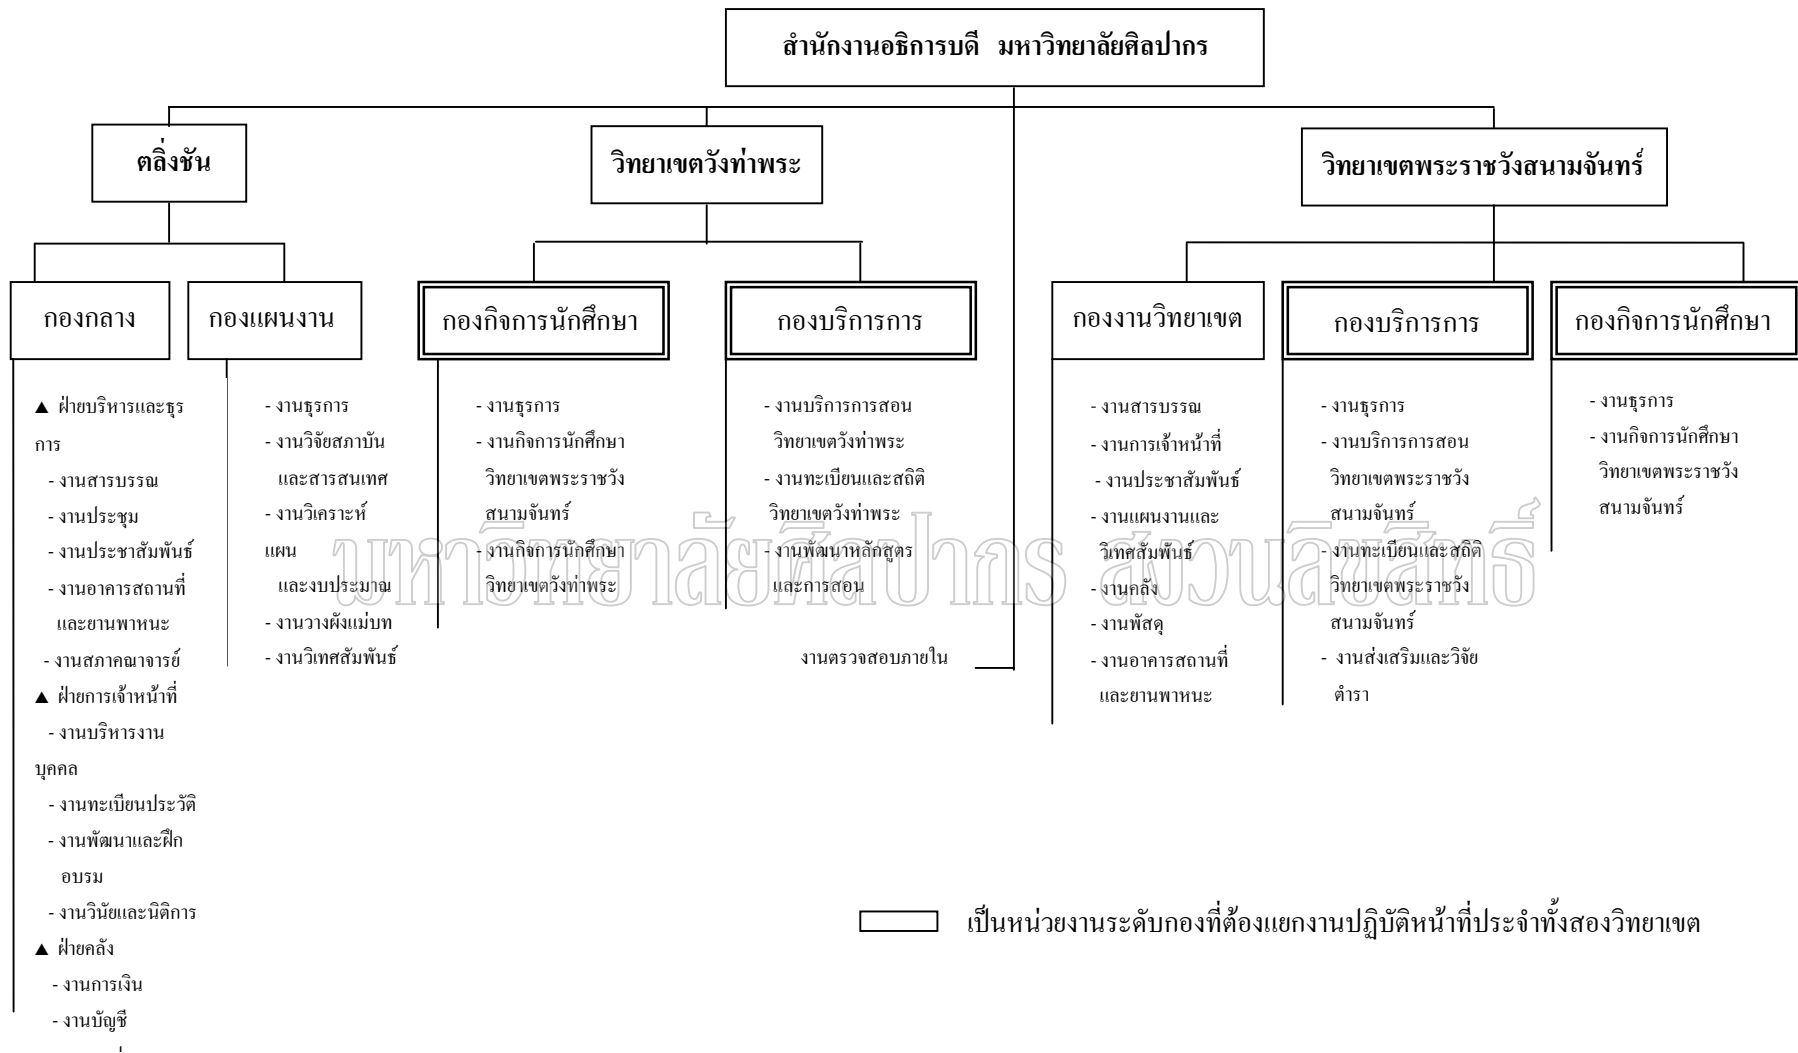 สำนักงานอธิการบดี มหาวิทยาลัยศิลปากร
ตลิ่งชัน
วิทยาเขตวังท่าพระ
วิทยาเขตพระราชวังสนามจันทร์
กองกลาง
กองแผนงาน
กองกิจการนักศึกษา
กองบริการการ
กองงานวิทยาเขต
กองบริการการ
กองกิจการนักศึกษา
▲ ฝ่ายบริหารและธุร
การ
- งานสารบรรณ
- งานประชุม
- งานประชาสัมพันธ์
- งานอาคารสถานที่
และยานพาหนะ
- งานสภาคณาจารย์
▲ ฝ่ายการเจ้าหน้าที่
- งานบริหารงาน
บุคคล
- งานทะเบียนประวัติ
- งานพัฒนาและฝึก
อบรม
- งานวินัยและนิติการ
▲ ฝ่ายคลัง
- งานการเงิน
- งานบัญชี
- งานธุรการ
- งานวิจัยสภาบัน
และสารสนเทศ
- งานวิเคราะห์
แผน
และงบประมาณ
- งานวางผังแม่บท
- งานวิเทศสัมพันธ์
- งานธุรการ
- งานกิจการนักศึกษา
วิทยาเขตพระราชวัง
สนามจันทร์
- งานกิจการนักศึกษา
วิทยาเขตวังท่าพระ
- งานบริการการสอน
วิทยาเขตวังท่าพระ
- งานทะเบียนและสถิติ
วิทยาเขตวังท่าพระ
- งานพัฒนาหลักสูตร
และการสอน
งานตรวจสอบภายใน
- งานสารบรรณ
- งานการเจ้าหน้าที่
- งานประชาสัมพันธ์
- งานแผนงานและ
วิเทศสัมพันธ์
- งานคลัง
- งานพัสดุ
- งานอาคารสถานที่
และยานพาหนะ
- งานธุรการ
- งานบริการการสอน
วิทยาเขตพระราชวัง
สนามจันทร์
- งานทะเบียนและสถิติ
วิทยาเขตพระราชวัง
สนามจันทร์
- งานส่งเสริมและวิจัย
ตำรา
- งานธุรการ
- งานกิจการนักศึกษา
วิทยาเขตพระราชวัง
สนามจันทร์
มหาวิทยาลัยศิลปากร สงวนลิขสิทธิ์
เป็นหน่วยงานระดับกองที่ต้องแยกงานปฏิบัติหน้าที่ประจำทั้งสองวิทยาเขต